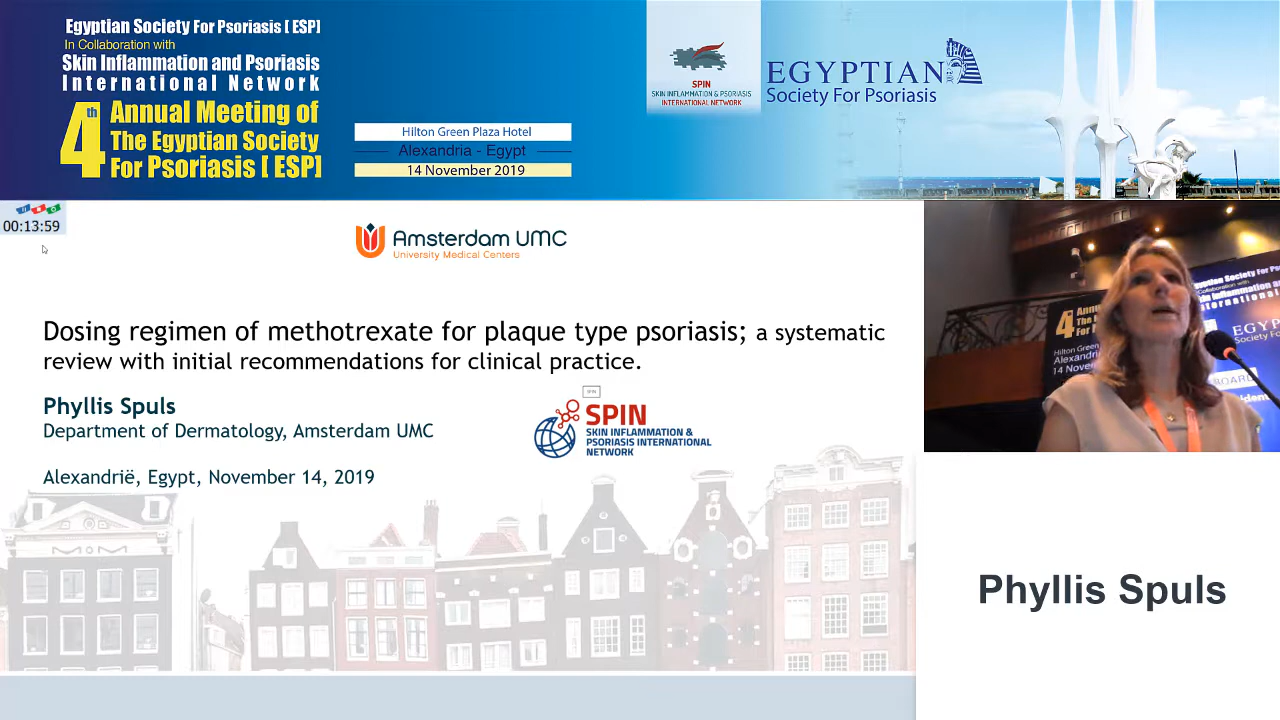 Egyptian Society For Psoriasis [ ESP]
In Collaboration with
Skin Inflammation and Psoriasis
International Network
4th Annual Meeting of
The Egyptian Society
For Psoriasis [ ESP]
Hilton Green Plaza Hotel
Alexandria - Egypt
14 November 2019
SPIN
SKIN INFLAMMATION & PSORIASIS
INTERNATIONAL NETWORK
EGYPTIAN
Society For Psoriasis
00:13:59
Amsterdam UMC
University Medical Centers
Dosing regimen of methotrexate for plaque type psoriasis; a systematic
review with initial recommendations for clinical practice.
Phyllis Spuls
Department of Dermatology, Amsterdam UMC
SPIN
SKIN INFLAMMATION &
PSORIASIS INTERNATIONAL
NETWORK
Alexandrië, Egypt, November 14, 2019
Phyllis Spuls